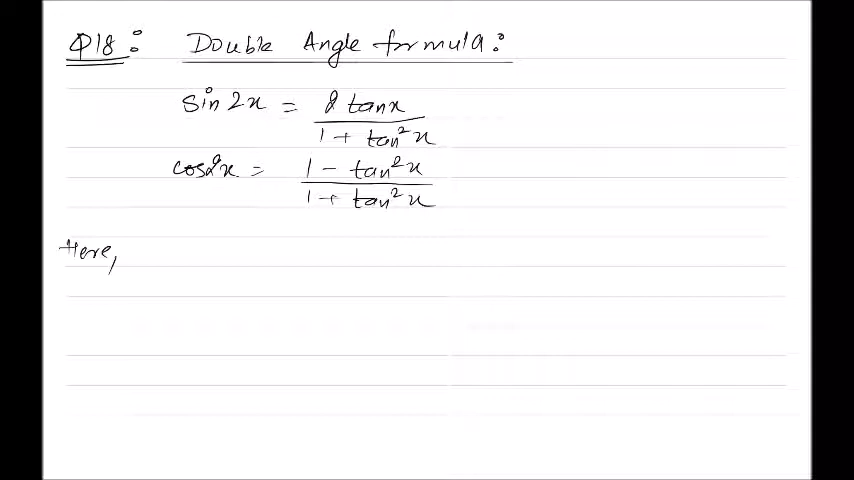 Q18: Double Angle formula:
sin 2x = 2 tanx / 1 + tan²x
cos2x = 1 - tan²x / 1 + tan²x
Here,